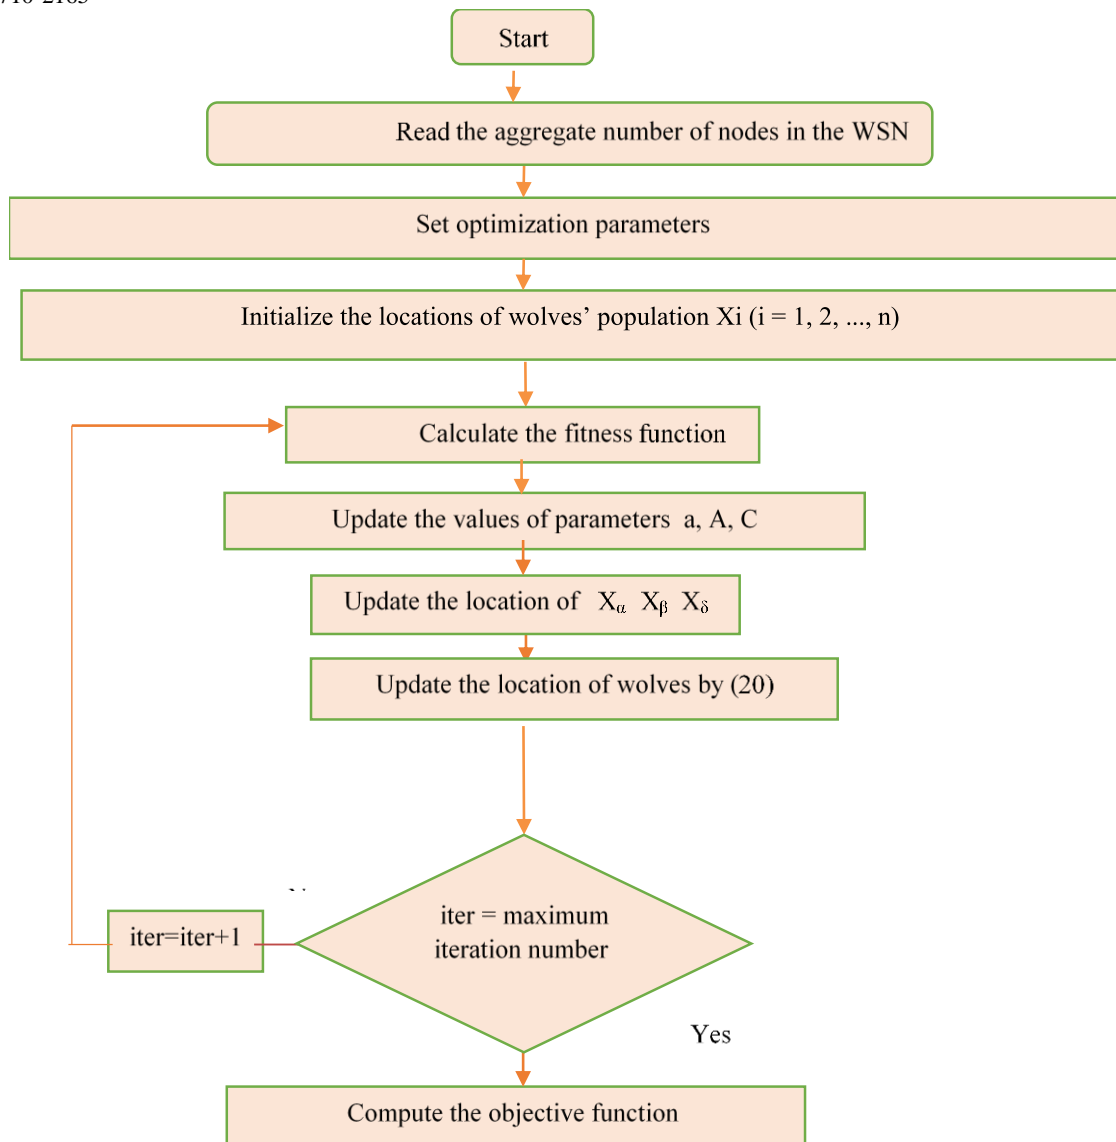 Start
Read the aggregate number of nodes in the WSN
Set optimization parameters
Initialize the locations of wolves’ population Xi (i = 1, 2, ..., n)
Calculate the fitness function
Update the values of parameters a, A, C
Update the location of Xα Xβ Xδ
Update the location of wolves by (20)
iter = maximum
iteration number
iter=iter+1
Yes
Compute the objective function